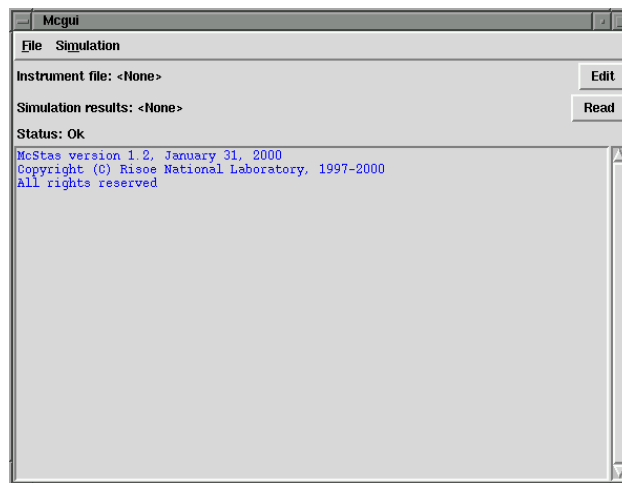 Mcgui
File Simulation
Instrument file: <None>
Edit
Simulation results: <None>
Read
Status: Ok
McStas version 1.2, January 31, 2000
Copyright (C) Risoe National Laboratory, 1997-2000
All rights reserved